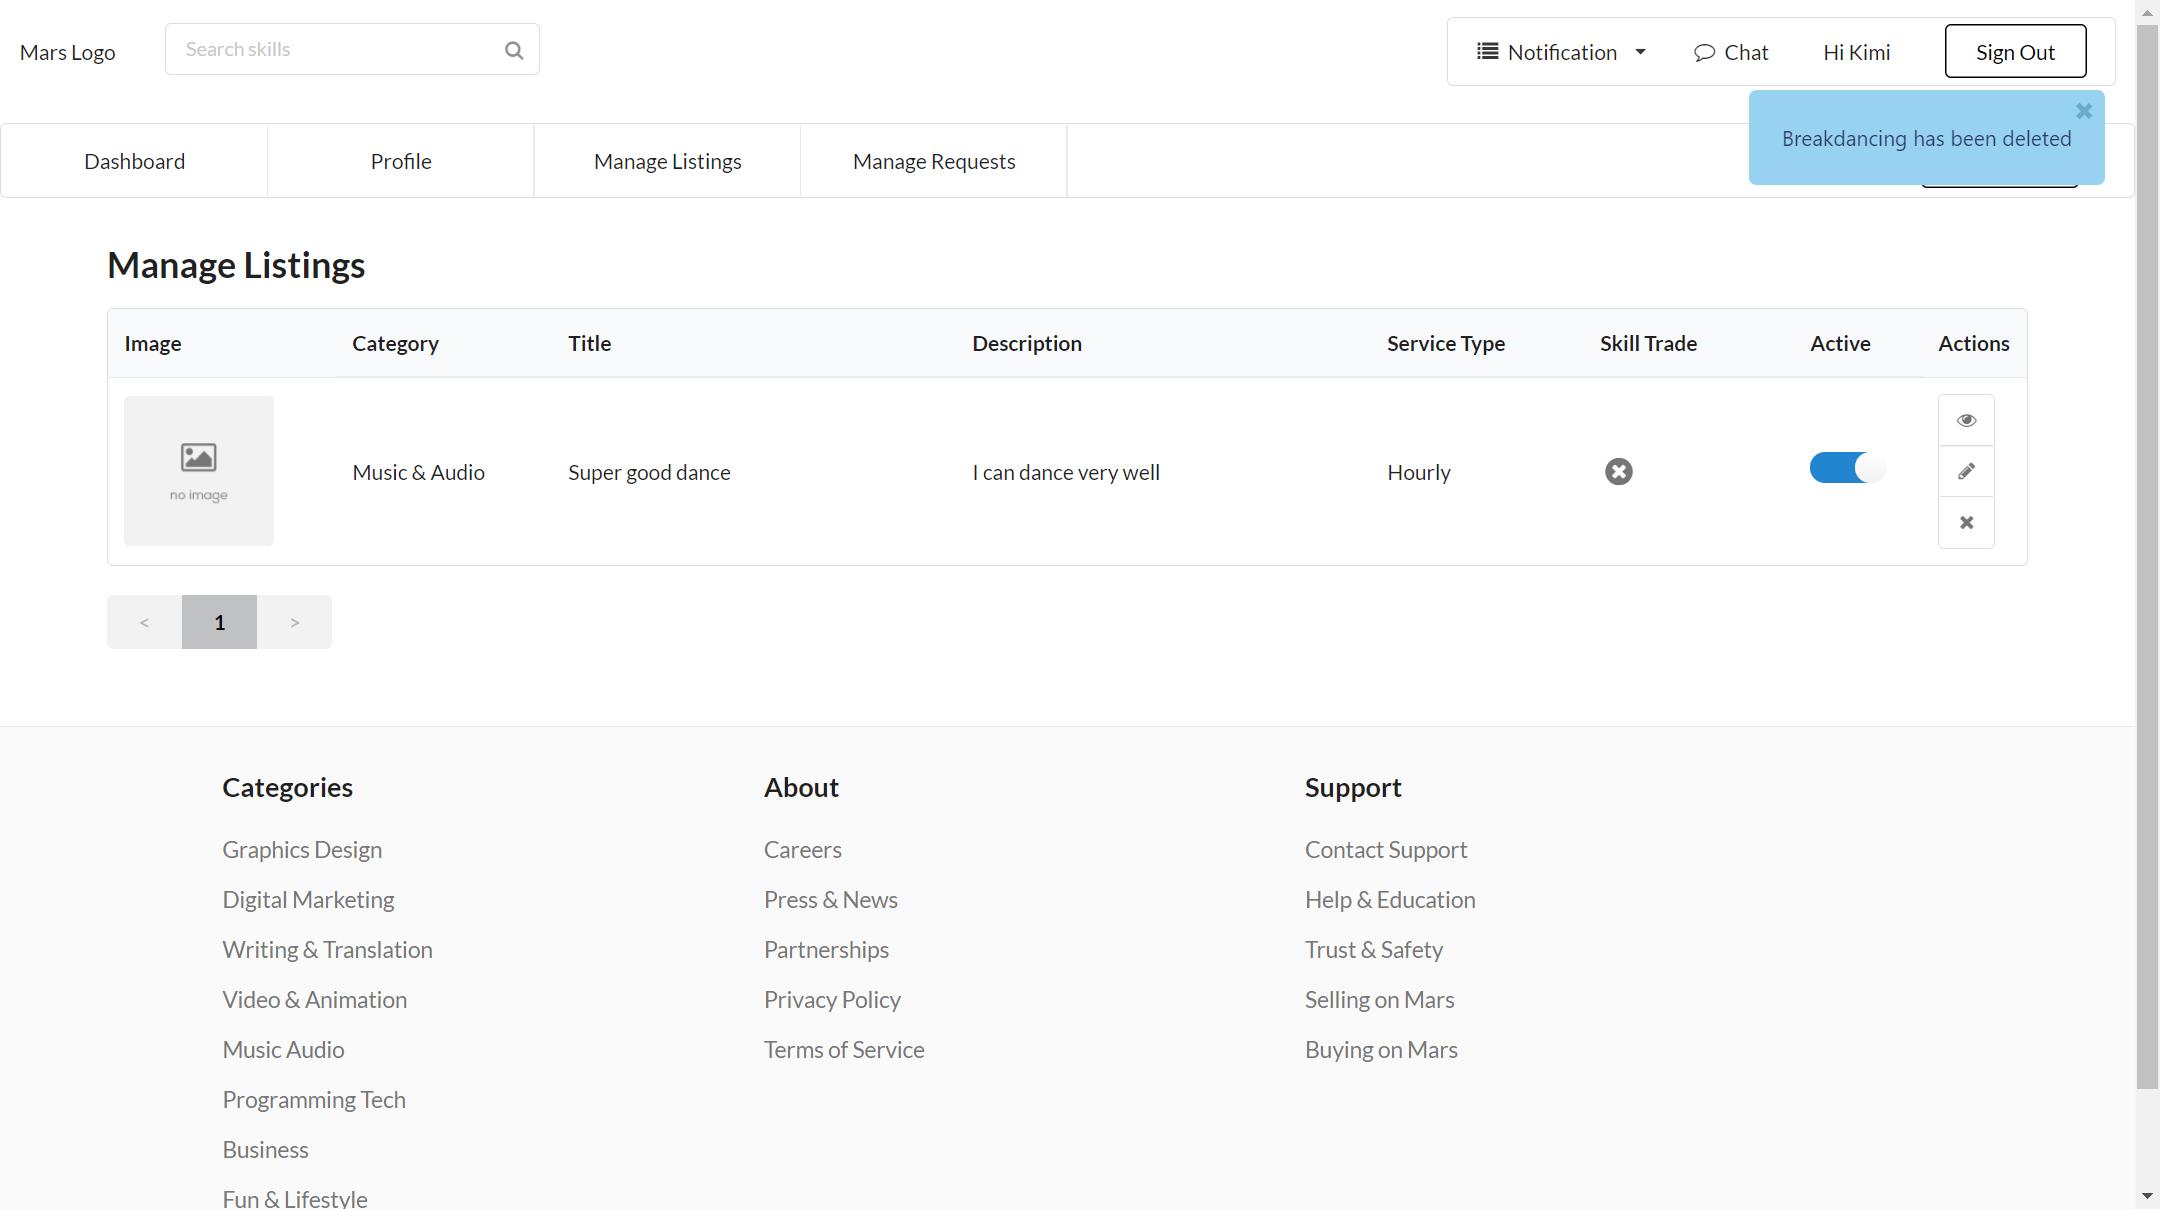 Mars Logo
Search skills
Notification
Chat
Hi Kimi
Sign Out
Breakdancing has been deleted
Dashboard
Profile
Manage Listings
Manage Requests
Manage Listings
Image Category Title Description Service Type Skill Trade Active Actions
no image
Music & Audio Super good dance I can dance very well Hourly
< 1 >
Categories
Graphics Design
Digital Marketing
Writing & Translation
Video & Animation
Music Audio
Programming Tech
Business
Fun & Lifestyle
About
Careers
Press & News
Partnerships
Privacy Policy
Terms of Service
Support
Contact Support
Help & Education
Trust & Safety
Selling on Mars
Buying on Mars